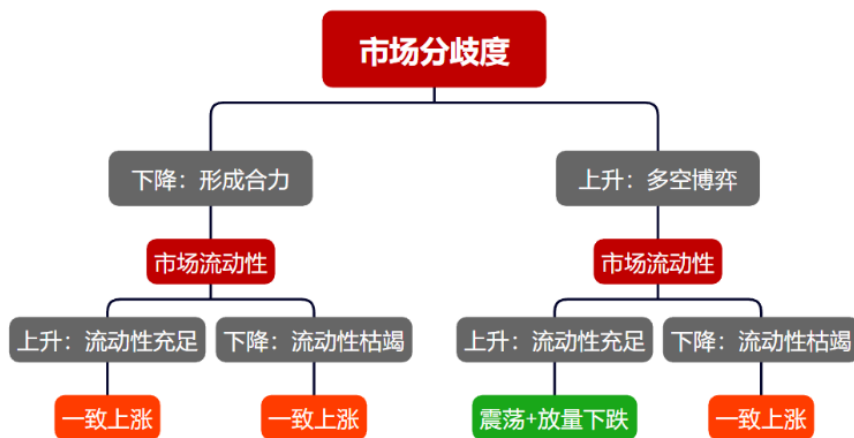 市场分歧度
下降：形成合力
上升：多空博弈
市场流动性
市场流动性
上升：流动性充足
下降：流动性枯竭
上升：流动性充足
下降：流动性枯竭
一致上涨
一致上涨
震荡+放量下跌
一致上涨